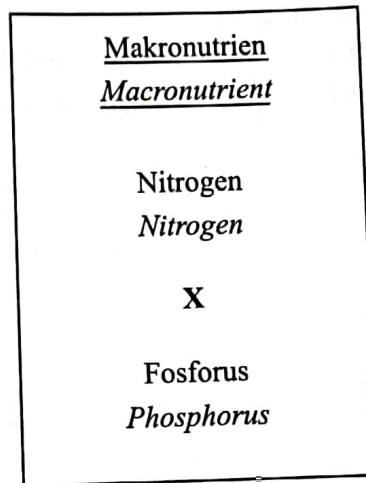 Makronutrien
Macronutrient
Nitrogen
Nitrogen
X
Fosforus
Phosphorus